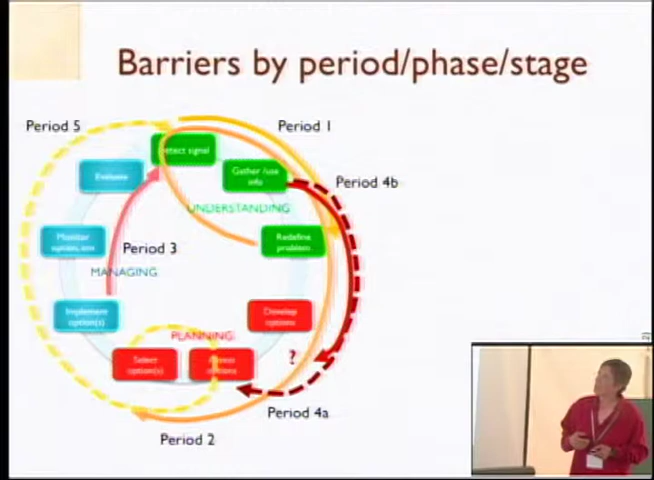 Barriers by period/phase/stage
Period 5
Period 1
Detect signal
Evaluate
Gather /use
info
Period 4b
UNDERSTANDING
Monitor
Redefine
problem
Period 3
MANAGING
Implement
option(s)
Develop
options
PLANNING
Select
option(s)
options
?
Period 4a
Period 2